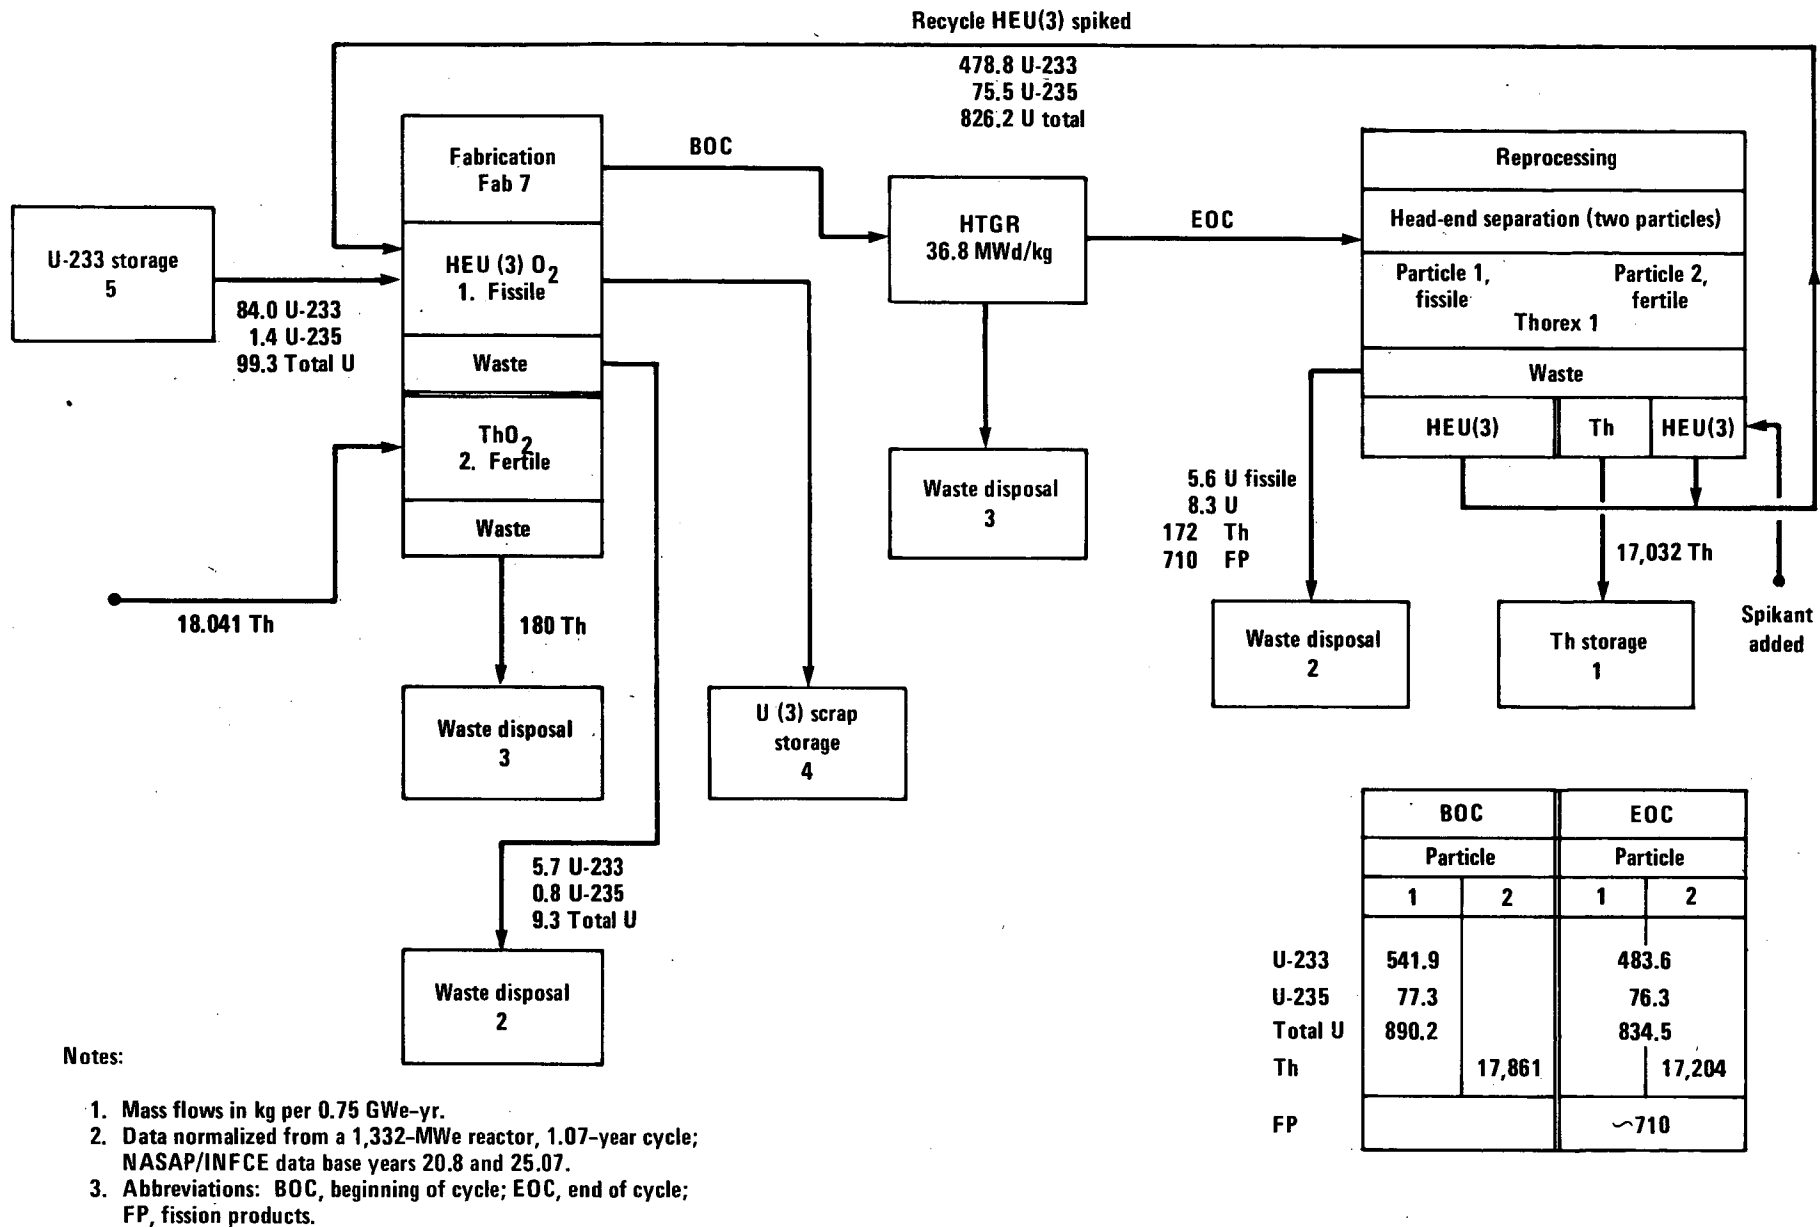 Recycle HEU(3) spiked
478.8 U-233
75.5 U-235
826.2 U total
Fabrication
Fab 7
BOC
HTGR
36.8 MWd/kg
EOC
Reprocessing
Head-end separation (two particles)
Particle 1,
fissile
Particle 2,
fertile
Thorex 1
Waste
HEU(3)
Th
HEU(3)
U-233 storage
5
84.0 U-233
1.4 U-235
99.3 Total U
HEU (3) O2
1. Fissile
Waste
ThO2
2. Fertile
Waste
18.041 Th
180 Th
Waste disposal
3
U (3) scrap
storage
4
5.7 U-233
0.8 U-235
9.3 Total U
Waste disposal
2
Waste disposal
3
5.6 U fissile
8.3 U
172 Th
710 FP
Waste disposal
2
17,032 Th
Th storage
1
Spikant
added
BOC EOC
Particle Particle
1 2 1 2
U-233 541.9 483.6
U-235 77.3 76.3
Total U 890.2 834.5
Th 17,861 17,204
FP ~710
Notes:
1. Mass flows in kg per 0.75 GWe-yr.
2. Data normalized from a 1,332-MWe reactor, 1.07-year cycle;
NASAP/INFCE data base years 20.8 and 25.07.
3. Abbreviations: BOC, beginning of cycle; EOC, end of cycle;
FP, fission products.